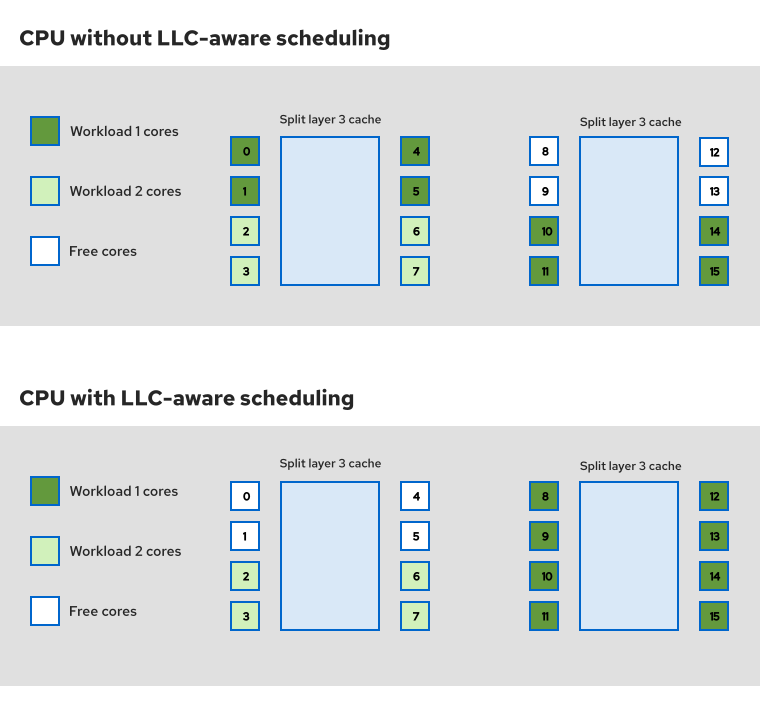 CPU without LLC-aware scheduling
Split layer 3 cache
Split layer 3 cache
Workload 1 cores
0 4 8 12
1 5 9 13
Workload 2 cores
2 6 10 14
Free cores
3 7 11 15
CPU with LLC-aware scheduling
Split layer 3 cache
Split layer 3 cache
Workload 1 cores
0 4 8 12
1 5 9 13
Workload 2 cores
2 6 10 14
Free cores
3 7 11 15